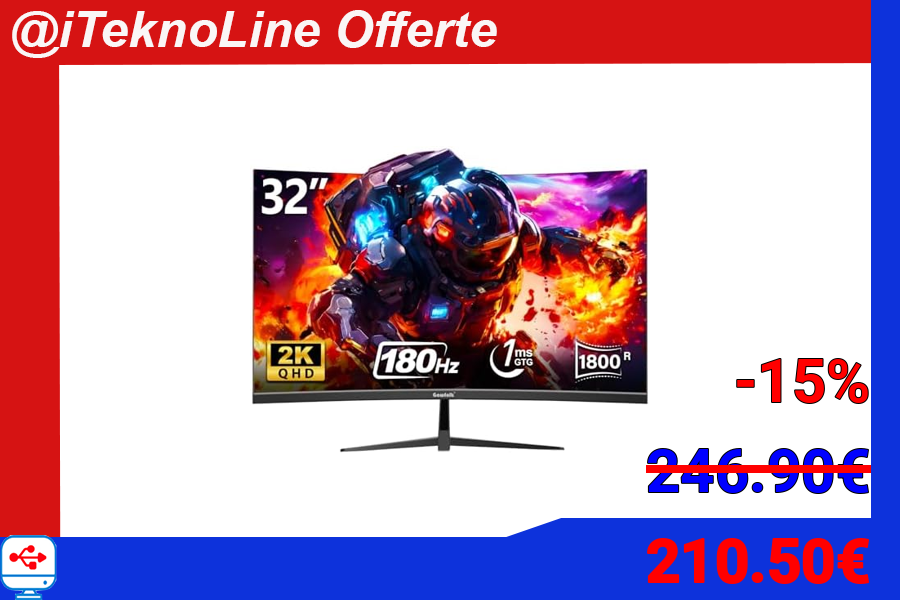 @iTeknoLine Offerte
32"
2K
QHD
180Hz
1ms
GTG
1800R
-15%
246.90€
210.50€